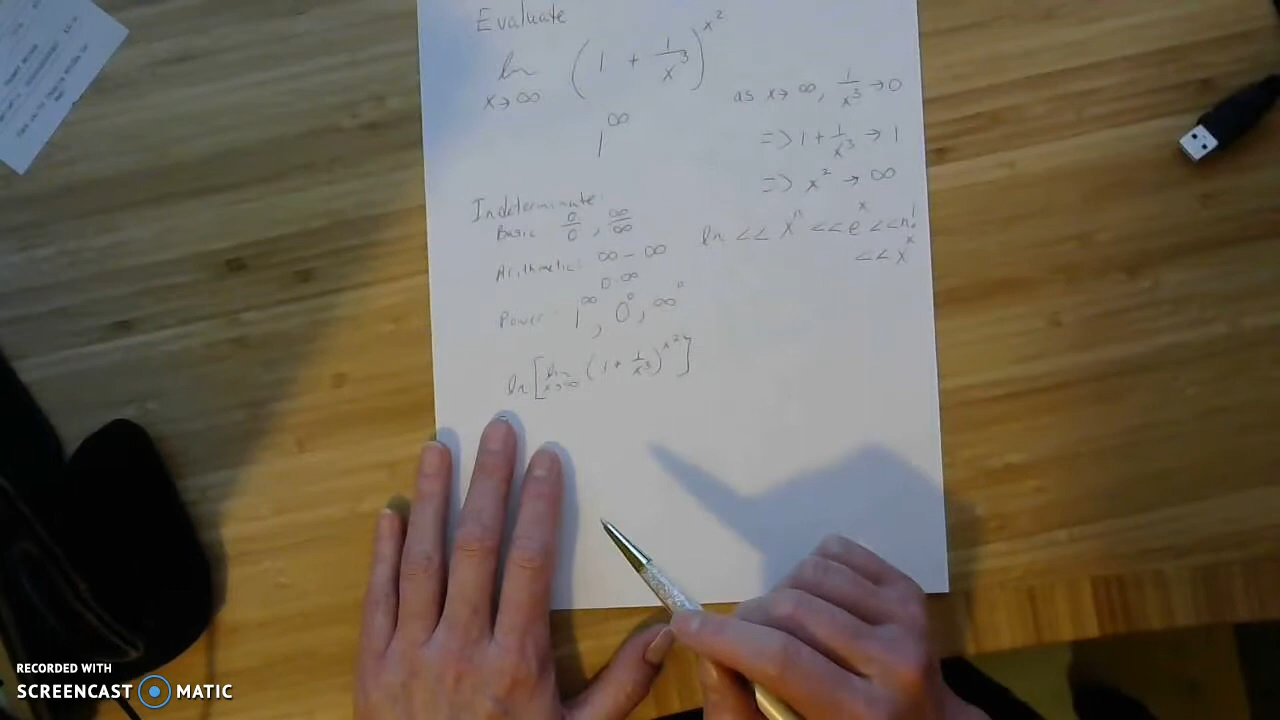 Evaluate
lim x→∞ (1 + 1/x³)^x²
1^∞
as x→∞, 1/x³ → 0
=> 1 + 1/x³ → 1
=> x² → ∞
Indeterminate:
Basic 0/0, ∞/∞
Arithmetic: ∞ - ∞
0·∞
Power: 1^∞, 0⁰, ∞⁰
ln << xⁿ << eˣ << n!
<< xˣ
ln[lim x→∞ (1 + 1/x³)^x²]
RECORDED WITH
SCREENCAST MATIC